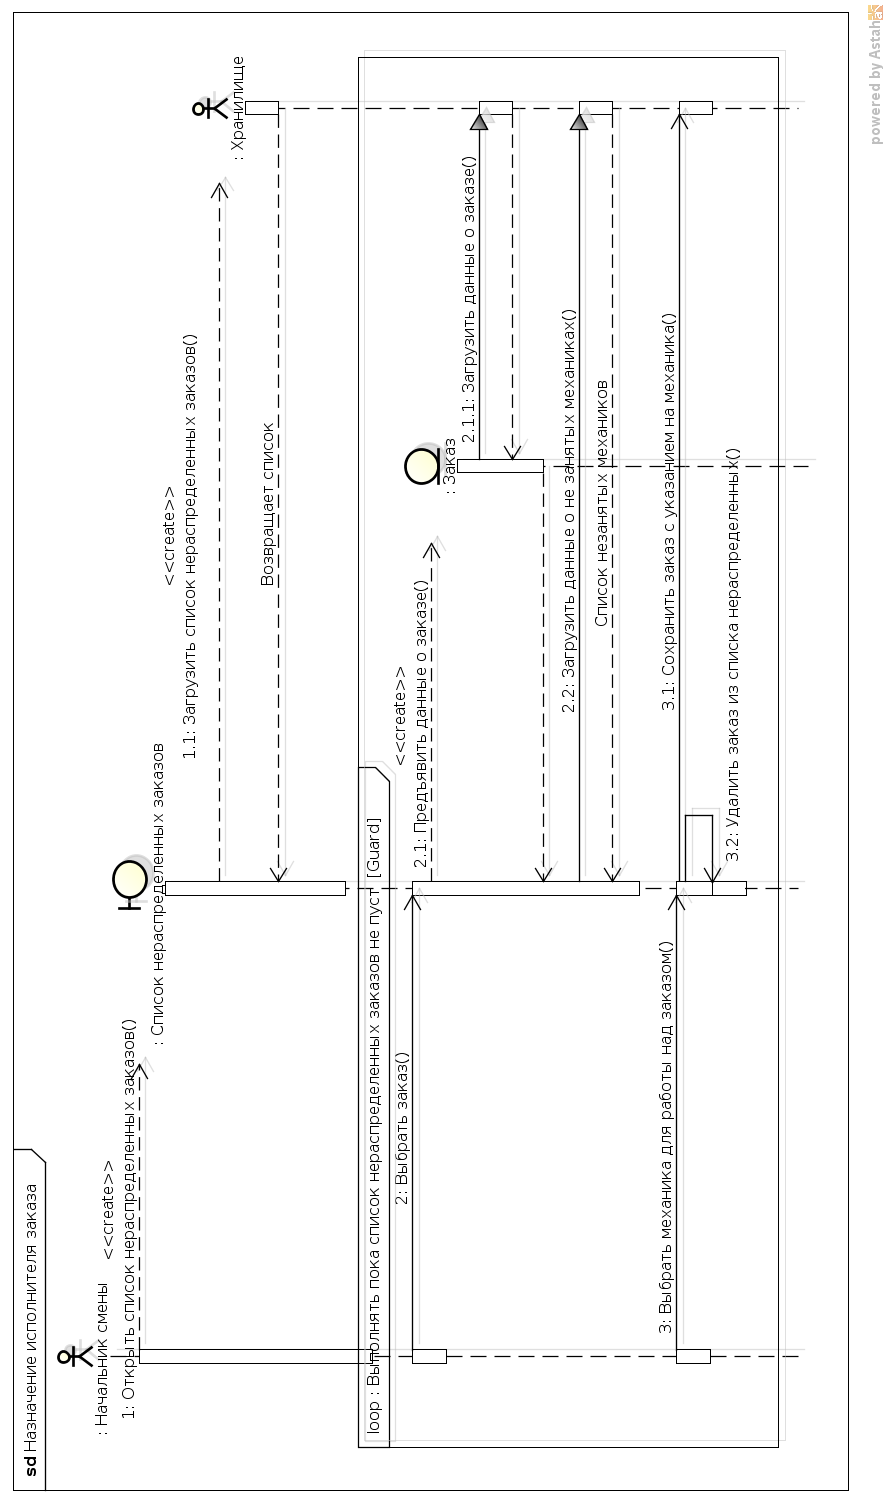 sd Назначение исполнителя заказа
: Начальник смены
<<create>>
1: Открыть список нераспределенных заказов()
: Список нераспределенных заказов
<<create>>
1.1: Загрузить список нераспределенных заказов()
: Хранилище
Возвращает список
loop : Выполнять пока список нераспределенных заказов не пуст [Guard]
2: Выбрать заказ()
<<create>>
2.1: Предъявить данные о заказе()
: Заказ
2.1.1: Загрузить данные о заказе()
2.2: Загрузить данные о не занятых механиках()
Список незанятых механиков
3: Выбрать механика для работы над заказом()
3.1: Сохранить заказ с указанием на механика()
3.2: Удалить заказ из списка нераспределенных()
powered by Astah